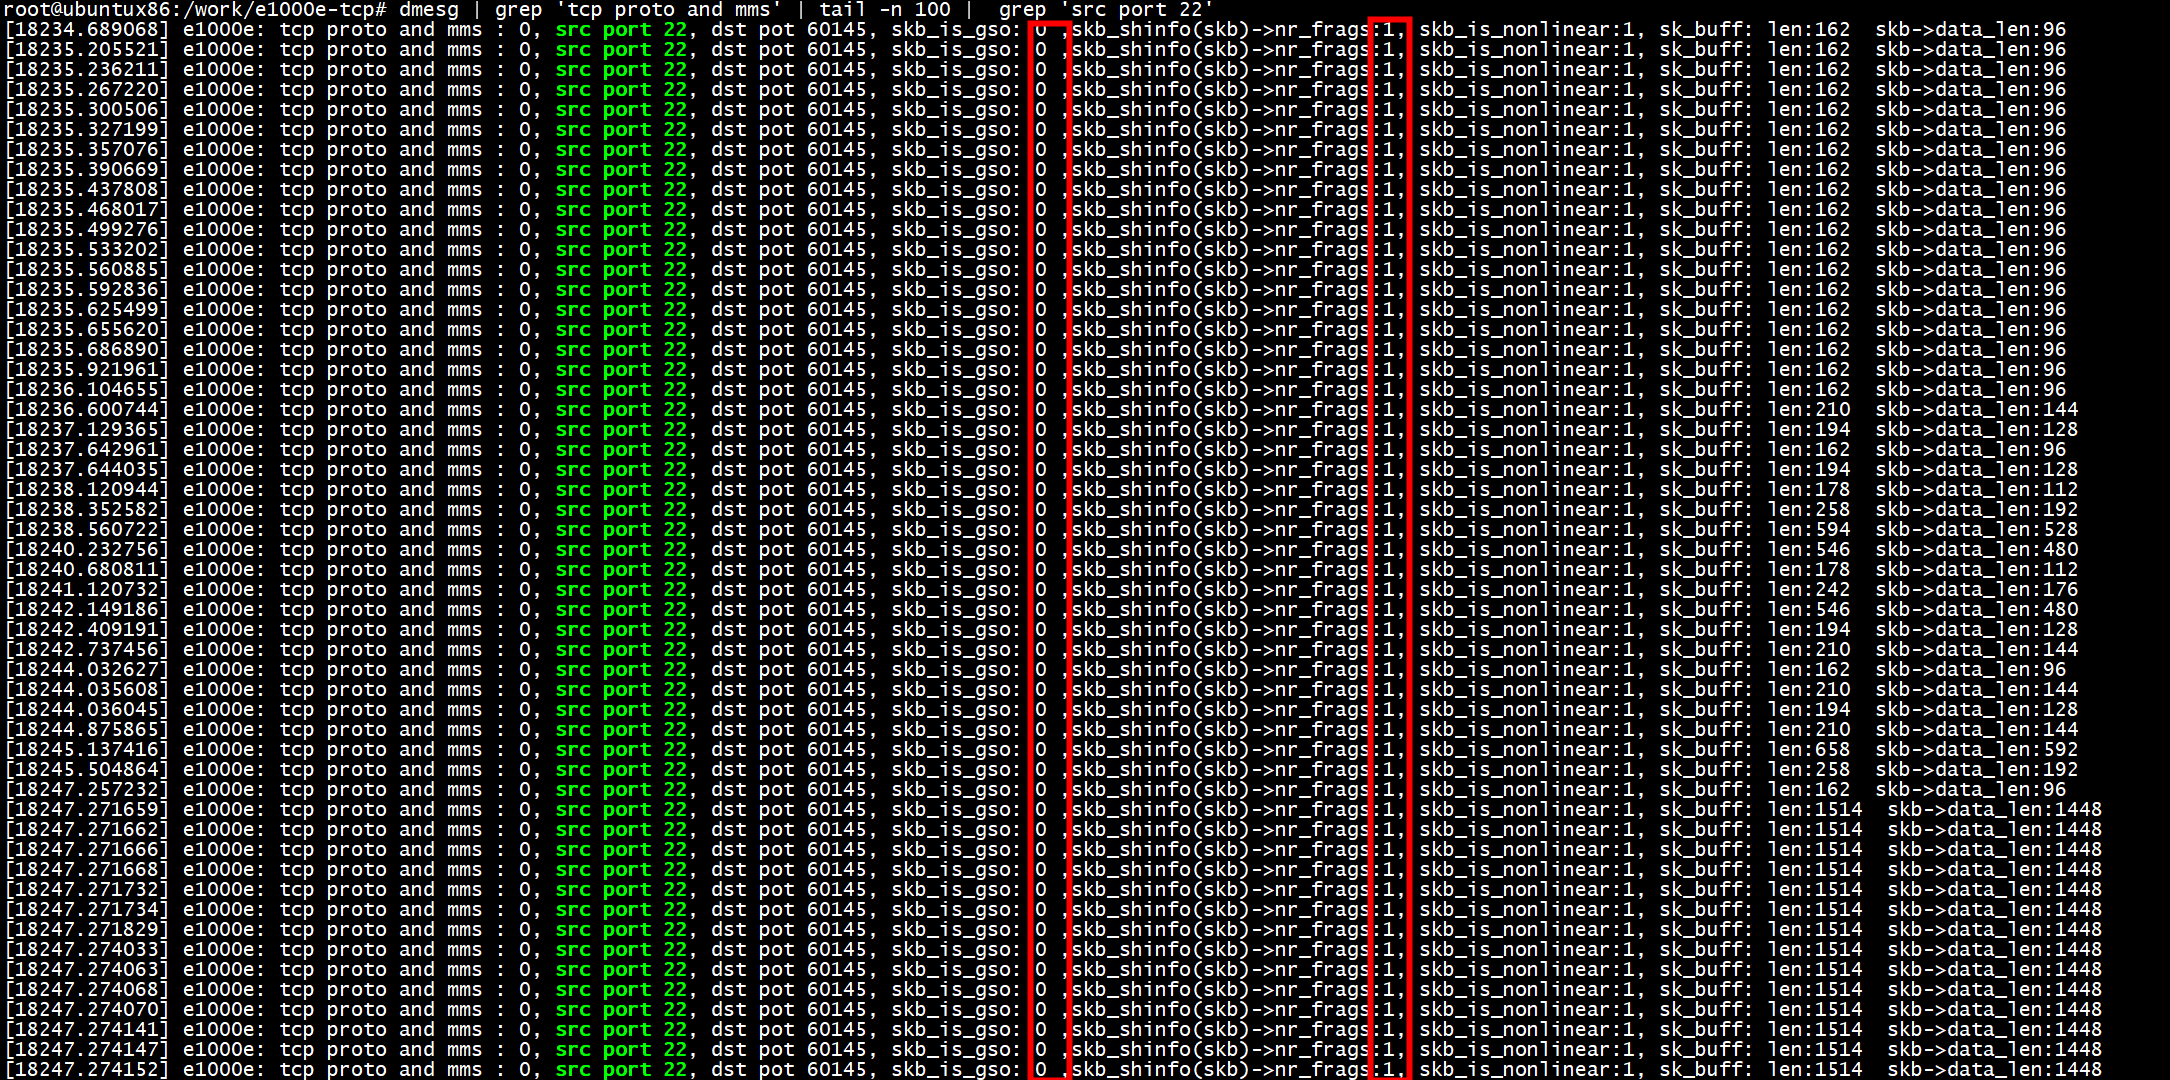 root@ubuntux86:/work/e1000e-tcp# dmesg | grep 'tcp proto and mms' | tail -n 100 |  grep 'src port 22'
[18234.689068] e1000e: tcp proto and mms : 0, src port 22, dst pot 60145, skb_is_gso: 0 ,skb_shinfo(skb)->nr_frags:1, skb_is_nonlinear:1, sk_buff: len:162  skb->data_len:96
[18235.205521] e1000e: tcp proto and mms : 0, src port 22, dst pot 60145, skb_is_gso: 0 ,skb_shinfo(skb)->nr_frags:1, skb_is_nonlinear:1, sk_buff: len:162  skb->data_len:96
[18235.236211] e1000e: tcp proto and mms : 0, src port 22, dst pot 60145, skb_is_gso: 0 ,skb_shinfo(skb)->nr_frags:1, skb_is_nonlinear:1, sk_buff: len:162  skb->data_len:96
[18235.267220] e1000e: tcp proto and mms : 0, src port 22, dst pot 60145, skb_is_gso: 0 ,skb_shinfo(skb)->nr_frags:1, skb_is_nonlinear:1, sk_buff: len:162  skb->data_len:96
[18235.300506] e1000e: tcp proto and mms : 0, src port 22, dst pot 60145, skb_is_gso: 0 ,skb_shinfo(skb)->nr_frags:1, skb_is_nonlinear:1, sk_buff: len:162  skb->data_len:96
[18235.327199] e1000e: tcp proto and mms : 0, src port 22, dst pot 60145, skb_is_gso: 0 ,skb_shinfo(skb)->nr_frags:1, skb_is_nonlinear:1, sk_buff: len:162  skb->data_len:96
[18235.357076] e1000e: tcp proto and mms : 0, src port 22, dst pot 60145, skb_is_gso: 0 ,skb_shinfo(skb)->nr_frags:1, skb_is_nonlinear:1, sk_buff: len:162  skb->data_len:96
[18235.390669] e1000e: tcp proto and mms : 0, src port 22, dst pot 60145, skb_is_gso: 0 ,skb_shinfo(skb)->nr_frags:1, skb_is_nonlinear:1, sk_buff: len:162  skb->data_len:96
[18235.437808] e1000e: tcp proto and mms : 0, src port 22, dst pot 60145, skb_is_gso: 0 ,skb_shinfo(skb)->nr_frags:1, skb_is_nonlinear:1, sk_buff: len:162  skb->data_len:96
[18235.468017] e1000e: tcp proto and mms : 0, src port 22, dst pot 60145, skb_is_gso: 0 ,skb_shinfo(skb)->nr_frags:1, skb_is_nonlinear:1, sk_buff: len:162  skb->data_len:96
[18235.499276] e1000e: tcp proto and mms : 0, src port 22, dst pot 60145, skb_is_gso: 0 ,skb_shinfo(skb)->nr_frags:1, skb_is_nonlinear:1, sk_buff: len:162  skb->data_len:96
[18235.533202] e1000e: tcp proto and mms : 0, src port 22, dst pot 60145, skb_is_gso: 0 ,skb_shinfo(skb)->nr_frags:1, skb_is_nonlinear:1, sk_buff: len:162  skb->data_len:96
[18235.560885] e1000e: tcp proto and mms : 0, src port 22, dst pot 60145, skb_is_gso: 0 ,skb_shinfo(skb)->nr_frags:1, skb_is_nonlinear:1, sk_buff: len:162  skb->data_len:96
[18235.592836] e1000e: tcp proto and mms : 0, src port 22, dst pot 60145, skb_is_gso: 0 ,skb_shinfo(skb)->nr_frags:1, skb_is_nonlinear:1, sk_buff: len:162  skb->data_len:96
[18235.625499] e1000e: tcp proto and mms : 0, src port 22, dst pot 60145, skb_is_gso: 0 ,skb_shinfo(skb)->nr_frags:1, skb_is_nonlinear:1, sk_buff: len:162  skb->data_len:96
[18235.655620] e1000e: tcp proto and mms : 0, src port 22, dst pot 60145, skb_is_gso: 0 ,skb_shinfo(skb)->nr_frags:1, skb_is_nonlinear:1, sk_buff: len:162  skb->data_len:96
[18235.686890] e1000e: tcp proto and mms : 0, src port 22, dst pot 60145, skb_is_gso: 0 ,skb_shinfo(skb)->nr_frags:1, skb_is_nonlinear:1, sk_buff: len:162  skb->data_len:96
[18235.921961] e1000e: tcp proto and mms : 0, src port 22, dst pot 60145, skb_is_gso: 0 ,skb_shinfo(skb)->nr_frags:1, skb_is_nonlinear:1, sk_buff: len:162  skb->data_len:96
[18236.104655] e1000e: tcp proto and mms : 0, src port 22, dst pot 60145, skb_is_gso: 0 ,skb_shinfo(skb)->nr_frags:1, skb_is_nonlinear:1, sk_buff: len:162  skb->data_len:96
[18236.600744] e1000e: tcp proto and mms : 0, src port 22, dst pot 60145, skb_is_gso: 0 ,skb_shinfo(skb)->nr_frags:1, skb_is_nonlinear:1, sk_buff: len:210  skb->data_len:144
[18237.129365] e1000e: tcp proto and mms : 0, src port 22, dst pot 60145, skb_is_gso: 0 ,skb_shinfo(skb)->nr_frags:1, skb_is_nonlinear:1, sk_buff: len:194  skb->data_len:128
[18237.642961] e1000e: tcp proto and mms : 0, src port 22, dst pot 60145, skb_is_gso: 0 ,skb_shinfo(skb)->nr_frags:1, skb_is_nonlinear:1, sk_buff: len:162  skb->data_len:96
[18237.644035] e1000e: tcp proto and mms : 0, src port 22, dst pot 60145, skb_is_gso: 0 ,skb_shinfo(skb)->nr_frags:1, skb_is_nonlinear:1, sk_buff: len:194  skb->data_len:128
[18238.120944] e1000e: tcp proto and mms : 0, src port 22, dst pot 60145, skb_is_gso: 0 ,skb_shinfo(skb)->nr_frags:1, skb_is_nonlinear:1, sk_buff: len:178  skb->data_len:112
[18238.352582] e1000e: tcp proto and mms : 0, src port 22, dst pot 60145, skb_is_gso: 0 ,skb_shinfo(skb)->nr_frags:1, skb_is_nonlinear:1, sk_buff: len:258  skb->data_len:192
[18238.560722] e1000e: tcp proto and mms : 0, src port 22, dst pot 60145, skb_is_gso: 0 ,skb_shinfo(skb)->nr_frags:1, skb_is_nonlinear:1, sk_buff: len:594  skb->data_len:528
[18240.232756] e1000e: tcp proto and mms : 0, src port 22, dst pot 60145, skb_is_gso: 0 ,skb_shinfo(skb)->nr_frags:1, skb_is_nonlinear:1, sk_buff: len:546  skb->data_len:480
[18240.680811] e1000e: tcp proto and mms : 0, src port 22, dst pot 60145, skb_is_gso: 0 ,skb_shinfo(skb)->nr_frags:1, skb_is_nonlinear:1, sk_buff: len:178  skb->data_len:112
[18241.120732] e1000e: tcp proto and mms : 0, src port 22, dst pot 60145, skb_is_gso: 0 ,skb_shinfo(skb)->nr_frags:1, skb_is_nonlinear:1, sk_buff: len:242  skb->data_len:176
[18242.149186] e1000e: tcp proto and mms : 0, src port 22, dst pot 60145, skb_is_gso: 0 ,skb_shinfo(skb)->nr_frags:1, skb_is_nonlinear:1, sk_buff: len:546  skb->data_len:480
[18242.409191] e1000e: tcp proto and mms : 0, src port 22, dst pot 60145, skb_is_gso: 0 ,skb_shinfo(skb)->nr_frags:1, skb_is_nonlinear:1, sk_buff: len:194  skb->data_len:128
[18242.737456] e1000e: tcp proto and mms : 0, src port 22, dst pot 60145, skb_is_gso: 0 ,skb_shinfo(skb)->nr_frags:1, skb_is_nonlinear:1, sk_buff: len:210  skb->data_len:144
[18244.032627] e1000e: tcp proto and mms : 0, src port 22, dst pot 60145, skb_is_gso: 0 ,skb_shinfo(skb)->nr_frags:1, skb_is_nonlinear:1, sk_buff: len:162  skb->data_len:96
[18244.035608] e1000e: tcp proto and mms : 0, src port 22, dst pot 60145, skb_is_gso: 0 ,skb_shinfo(skb)->nr_frags:1, skb_is_nonlinear:1, sk_buff: len:210  skb->data_len:144
[18244.036045] e1000e: tcp proto and mms : 0, src port 22, dst pot 60145, skb_is_gso: 0 ,skb_shinfo(skb)->nr_frags:1, skb_is_nonlinear:1, sk_buff: len:194  skb->data_len:128
[18244.875865] e1000e: tcp proto and mms : 0, src port 22, dst pot 60145, skb_is_gso: 0 ,skb_shinfo(skb)->nr_frags:1, skb_is_nonlinear:1, sk_buff: len:210  skb->data_len:144
[18245.137416] e1000e: tcp proto and mms : 0, src port 22, dst pot 60145, skb_is_gso: 0 ,skb_shinfo(skb)->nr_frags:1, skb_is_nonlinear:1, sk_buff: len:658  skb->data_len:592
[18245.504864] e1000e: tcp proto and mms : 0, src port 22, dst pot 60145, skb_is_gso: 0 ,skb_shinfo(skb)->nr_frags:1, skb_is_nonlinear:1, sk_buff: len:258  skb->data_len:192
[18247.257232] e1000e: tcp proto and mms : 0, src port 22, dst pot 60145, skb_is_gso: 0 ,skb_shinfo(skb)->nr_frags:1, skb_is_nonlinear:1, sk_buff: len:162  skb->data_len:96
[18247.271659] e1000e: tcp proto and mms : 0, src port 22, dst pot 60145, skb_is_gso: 0 ,skb_shinfo(skb)->nr_frags:1, skb_is_nonlinear:1, sk_buff: len:1514  skb->data_len:1448
[18247.271662] e1000e: tcp proto and mms : 0, src port 22, dst pot 60145, skb_is_gso: 0 ,skb_shinfo(skb)->nr_frags:1, skb_is_nonlinear:1, sk_buff: len:1514  skb->data_len:1448
[18247.271666] e1000e: tcp proto and mms : 0, src port 22, dst pot 60145, skb_is_gso: 0 ,skb_shinfo(skb)->nr_frags:1, skb_is_nonlinear:1, sk_buff: len:1514  skb->data_len:1448
[18247.271668] e1000e: tcp proto and mms : 0, src port 22, dst pot 60145, skb_is_gso: 0 ,skb_shinfo(skb)->nr_frags:1, skb_is_nonlinear:1, sk_buff: len:1514  skb->data_len:1448
[18247.271732] e1000e: tcp proto and mms : 0, src port 22, dst pot 60145, skb_is_gso: 0 ,skb_shinfo(skb)->nr_frags:1, skb_is_nonlinear:1, sk_buff: len:1514  skb->data_len:1448
[18247.271734] e1000e: tcp proto and mms : 0, src port 22, dst pot 60145, skb_is_gso: 0 ,skb_shinfo(skb)->nr_frags:1, skb_is_nonlinear:1, sk_buff: len:1514  skb->data_len:1448
[18247.271829] e1000e: tcp proto and mms : 0, src port 22, dst pot 60145, skb_is_gso: 0 ,skb_shinfo(skb)->nr_frags:1, skb_is_nonlinear:1, sk_buff: len:1514  skb->data_len:1448
[18247.274033] e1000e: tcp proto and mms : 0, src port 22, dst pot 60145, skb_is_gso: 0 ,skb_shinfo(skb)->nr_frags:1, skb_is_nonlinear:1, sk_buff: len:1514  skb->data_len:1448
[18247.274063] e1000e: tcp proto and mms : 0, src port 22, dst pot 60145, skb_is_gso: 0 ,skb_shinfo(skb)->nr_frags:1, skb_is_nonlinear:1, sk_buff: len:1514  skb->data_len:1448
[18247.274068] e1000e: tcp proto and mms : 0, src port 22, dst pot 60145, skb_is_gso: 0 ,skb_shinfo(skb)->nr_frags:1, skb_is_nonlinear:1, sk_buff: len:1514  skb->data_len:1448
[18247.274070] e1000e: tcp proto and mms : 0, src port 22, dst pot 60145, skb_is_gso: 0 ,skb_shinfo(skb)->nr_frags:1, skb_is_nonlinear:1, sk_buff: len:1514  skb->data_len:1448
[18247.274141] e1000e: tcp proto and mms : 0, src port 22, dst pot 60145, skb_is_gso: 0 ,skb_shinfo(skb)->nr_frags:1, skb_is_nonlinear:1, sk_buff: len:1514  skb->data_len:1448
[18247.274147] e1000e: tcp proto and mms : 0, src port 22, dst pot 60145, skb_is_gso: 0 ,skb_shinfo(skb)->nr_frags:1, skb_is_nonlinear:1, sk_buff: len:1514  skb->data_len:1448
[18247.274152] e1000e: tcp proto and mms : 0, src port 22, dst pot 60145, skb_is_gso: 0 ,skb_shinfo(skb)->nr_frags:1, skb_is_nonlinear:1, sk_buff: len:1514  skb->data_len:1448